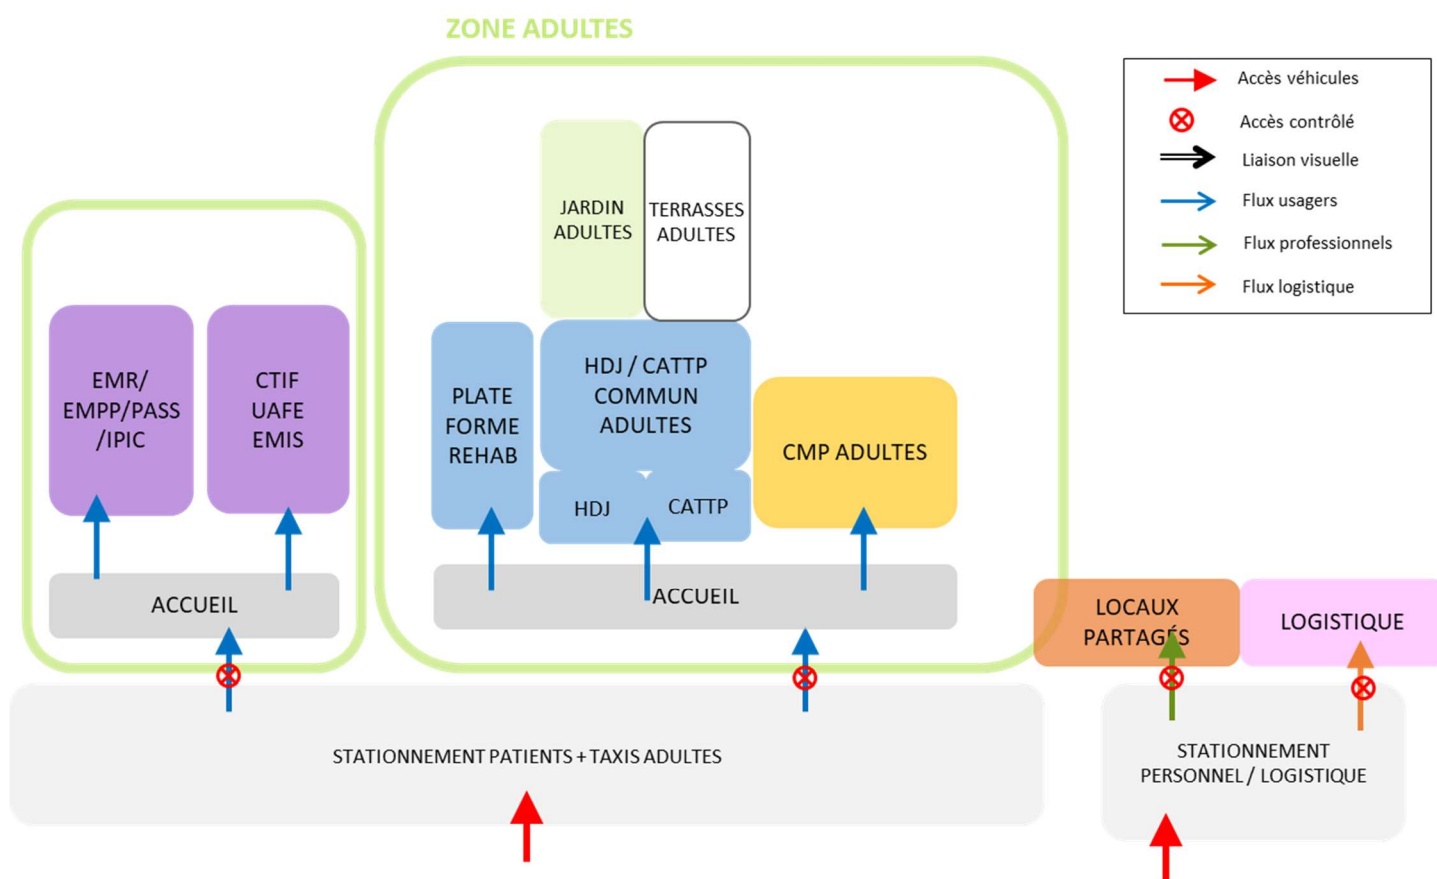 ZONE ADULTES
Accès véhicules
Accès contrôlé
Liaison visuelle
Flux usagers
Flux professionnels
Flux logistique
JARDIN
ADULTES
TERRASSES
ADULTES
EMR/
EMPP/PASS
/IPIC
CTIF
UAFE
EMIS
PLATE
FORME
REHAB
HDJ / CATTP
COMMUN
ADULTES
HDJ
CATTP
CMP ADULTES
ACCUEIL
ACCUEIL
LOCAUX
PARTAGÉS
LOGISTIQUE
STATIONNEMENT PATIENTS + TAXIS ADULTES
STATIONNEMENT
PERSONNEL / LOGISTIQUE